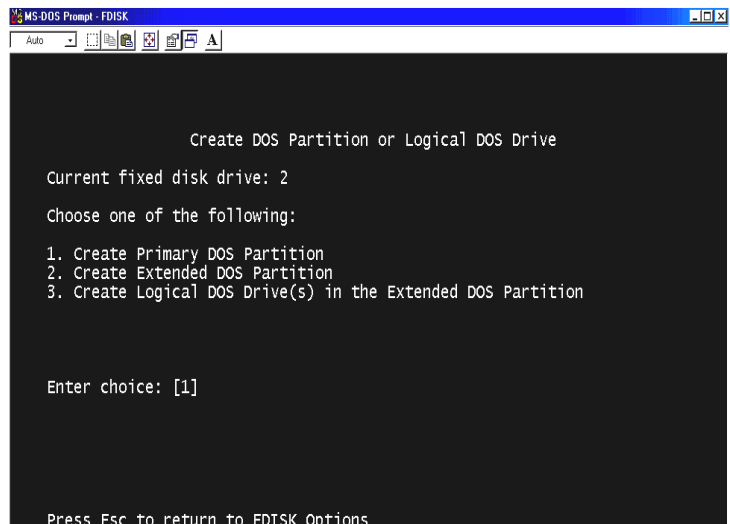 MS-DOS Prompt - FDISK
Auto
A
Create DOS Partition or Logical DOS Drive
Current fixed disk drive: 2
Choose one of the following:
1. Create Primary DOS Partition
2. Create Extended DOS Partition
3. Create Logical DOS Drive(s) in the Extended DOS Partition
Enter choice: [1]
Press Esc to return to FDISK Options